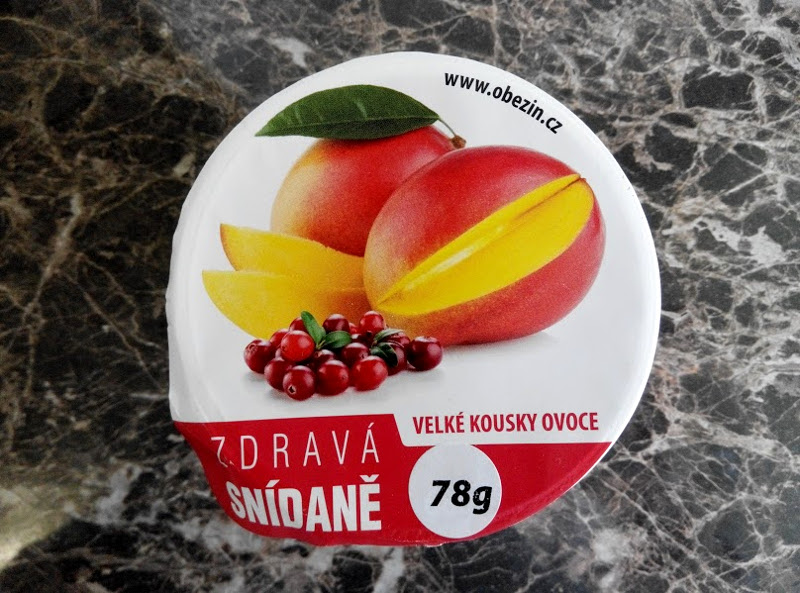 www.obezin.cz
VELKÉ KOUSKY OVOCE
ZDRAVÁ
SNÍDANĚ
78g